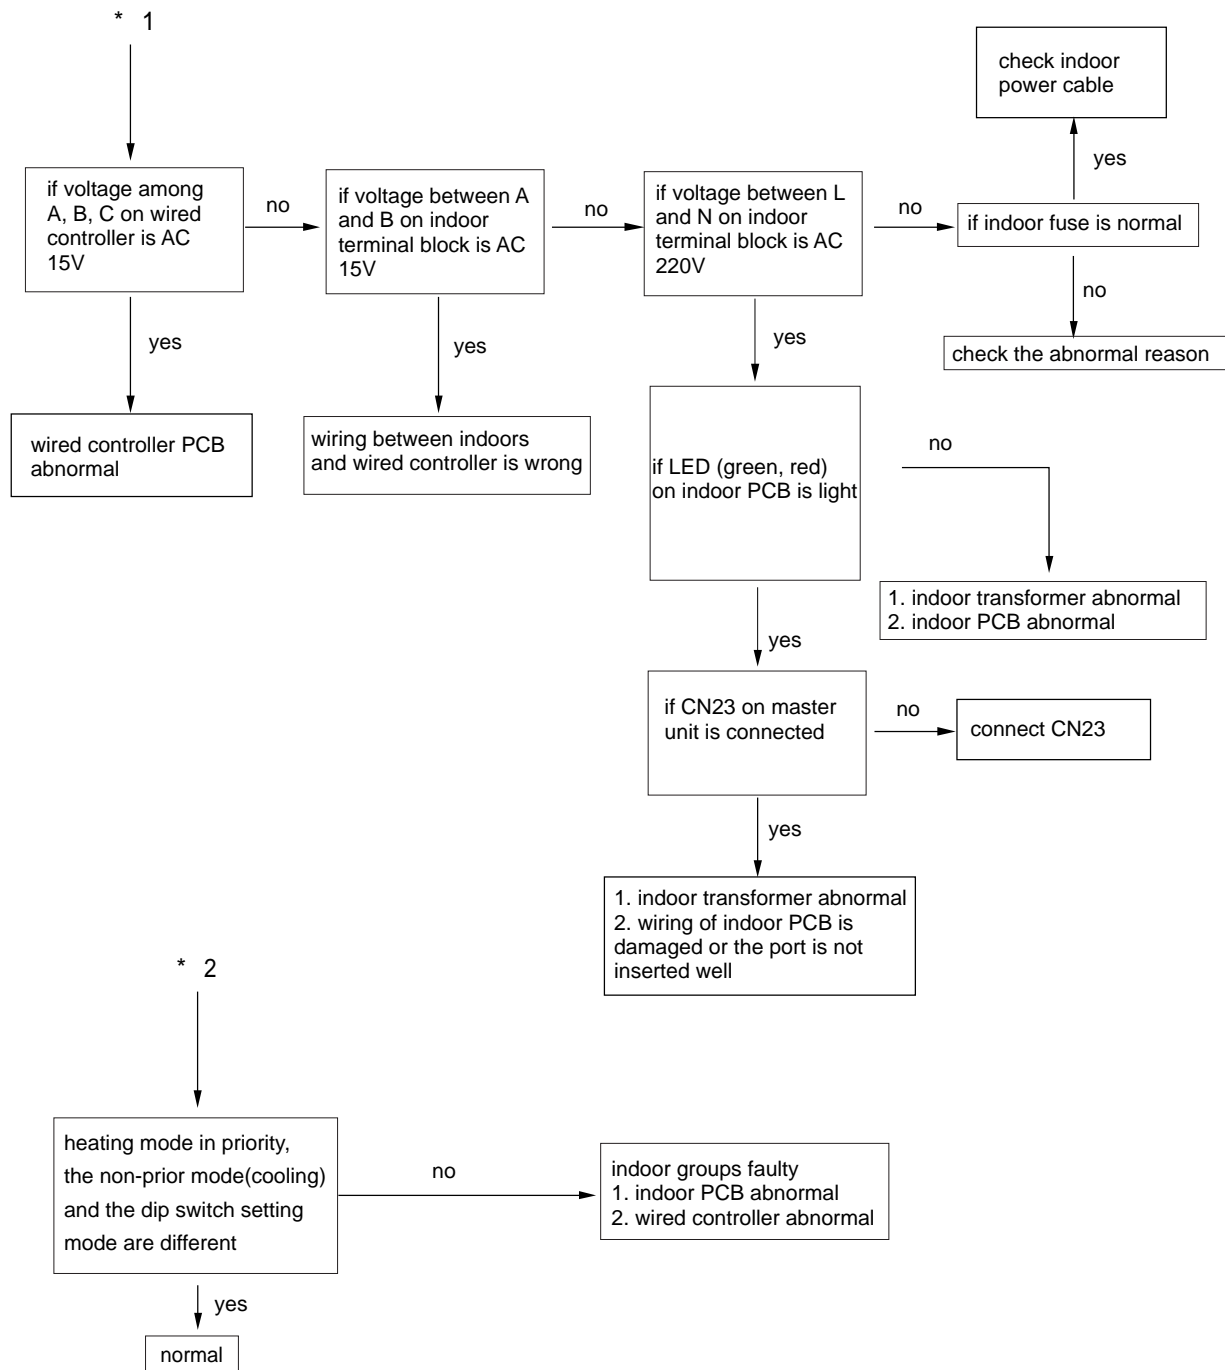 * 1
check indoor
power cable
yes
if voltage among
A, B, C on wired
controller is AC
15V
no
if voltage between A
and B on indoor
terminal block is AC
15V
no
if voltage between L
and N on indoor
terminal block is AC
220V
no
if indoor fuse is normal
no
yes
yes
yes
check the abnormal reason
wired controller PCB
abnormal
wiring between indoors
and wired controller is wrong
if LED (green, red)
on indoor PCB is light
no
1. indoor transformer abnormal
2. indoor PCB abnormal
yes
if CN23 on master
unit is connected
no
connect CN23
yes
1. indoor transformer abnormal
2. wiring of indoor PCB is
damaged or the port is not
inserted well
* 2
heating mode in priority,
the non-prior mode(cooling)
and the dip switch setting
mode are different
no
indoor groups faulty
1. indoor PCB abnormal
2. wired controller abnormal
yes
normal